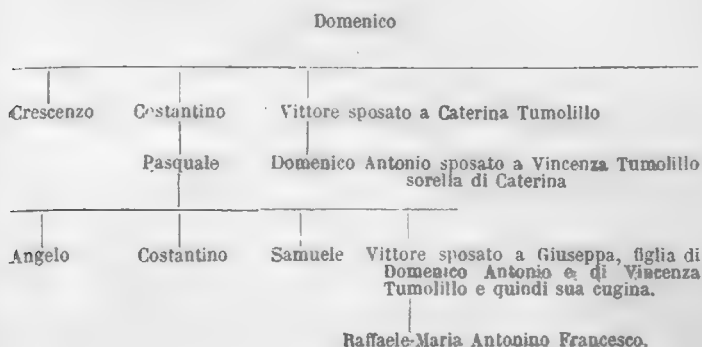 Domenico
Crescenzo Costantino Vittore sposato a Caterina Tumolillo
Pasquale Domenico Antonio sposato a Vincenza Tumolillo
sorella di Caterina
Angelo Costantino Samuele Vittore sposato a Giuseppa, figlia di
Domenico Antonio e di Vincenza
Tumolillo e quindi sua cugina.
Raffaele-Maria Antonino Francesco.